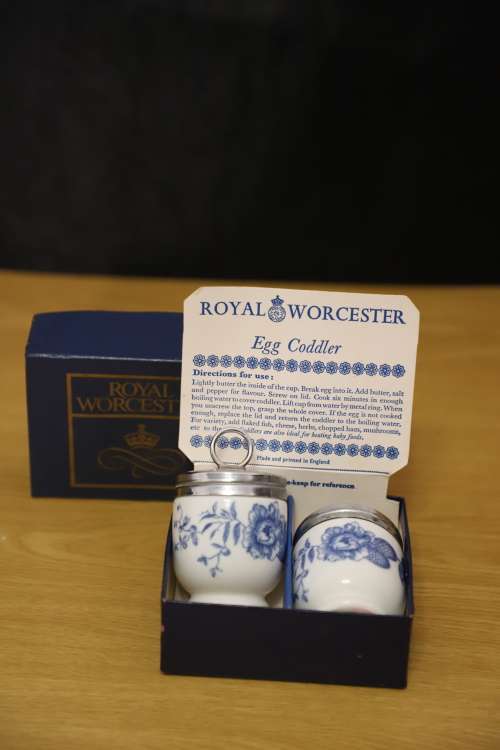 ROYAL WORCESTER
Egg Coddler
Directions for use :
Lightly butter the inside of the cup. Break egg into it. Add butter, salt
and pepper for flavour. Screw on lid. Cook six minutes in enough
boiling water to cover coddler. Lift cup from water by metal ring. When
you unscrew the top, grasp the whole cover. If the egg is not cooked
enough, replace the lid and return the coddler to the boiling water.
For variety, add flaked fish, cheese, herbs, chopped ham, mushrooms,
etc. to the Coddlers are also ideal for heating baby foods.
Made and printed in England
keep for reference
ROYAL
WORCESTER